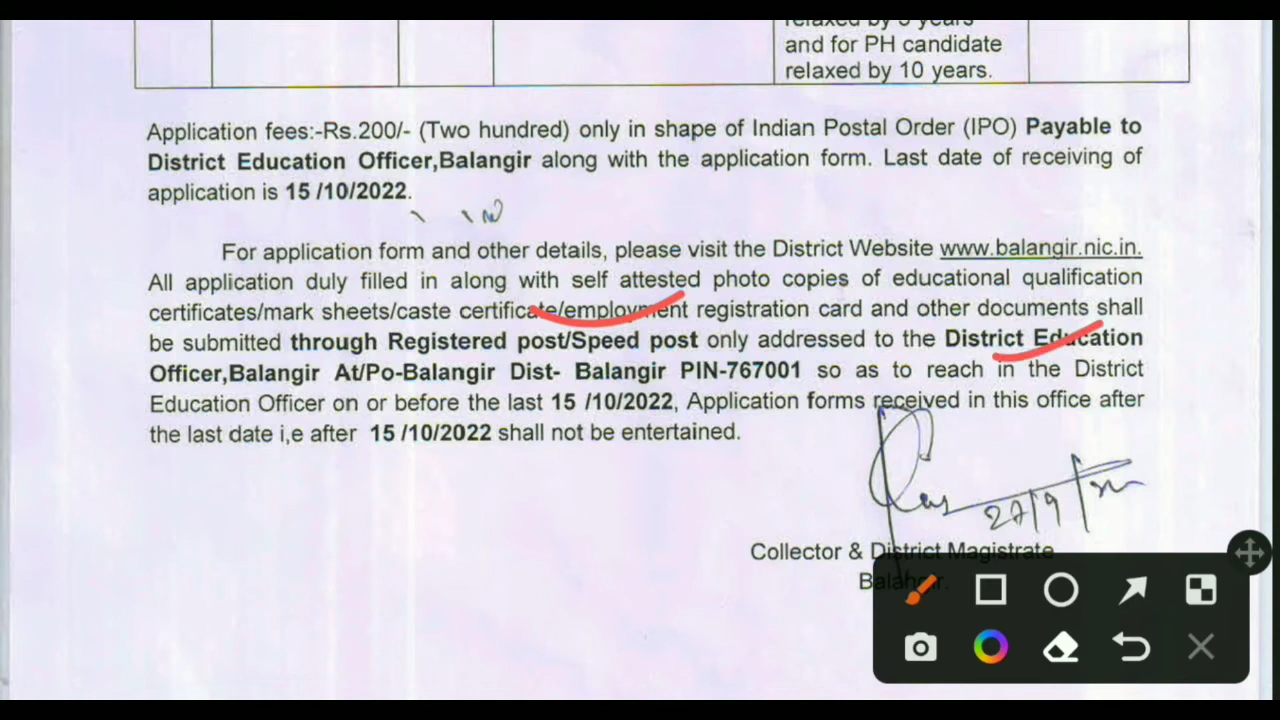 relaxed by 5 years
and for PH candidate
relaxed by 10 years.
Application fees:-Rs.200/- (Two hundred) only in shape of Indian Postal Order (IPO) Payable to
District Education Officer,Balangir along with the application form. Last date of receiving of
application is 15 /10/2022.
For application form and other details, please visit the District Website www.balangir.nic.in.
All application duly filled in along with self attested photo copies of educational qualification
certificates/mark sheets/caste certificate/employment registration card and other documents shall
be submitted through Registered post/Speed post only addressed to the District Education
Officer,Balangir At/Po-Balangir Dist- Balangir PIN-767001 so as to reach in the District
Education Officer on or before the last 15 /10/2022, Application forms received in this office after
the last date i,e after 15 /10/2022 shall not be entertained.
27/9/
Collector & District Magistrate
Balangir.